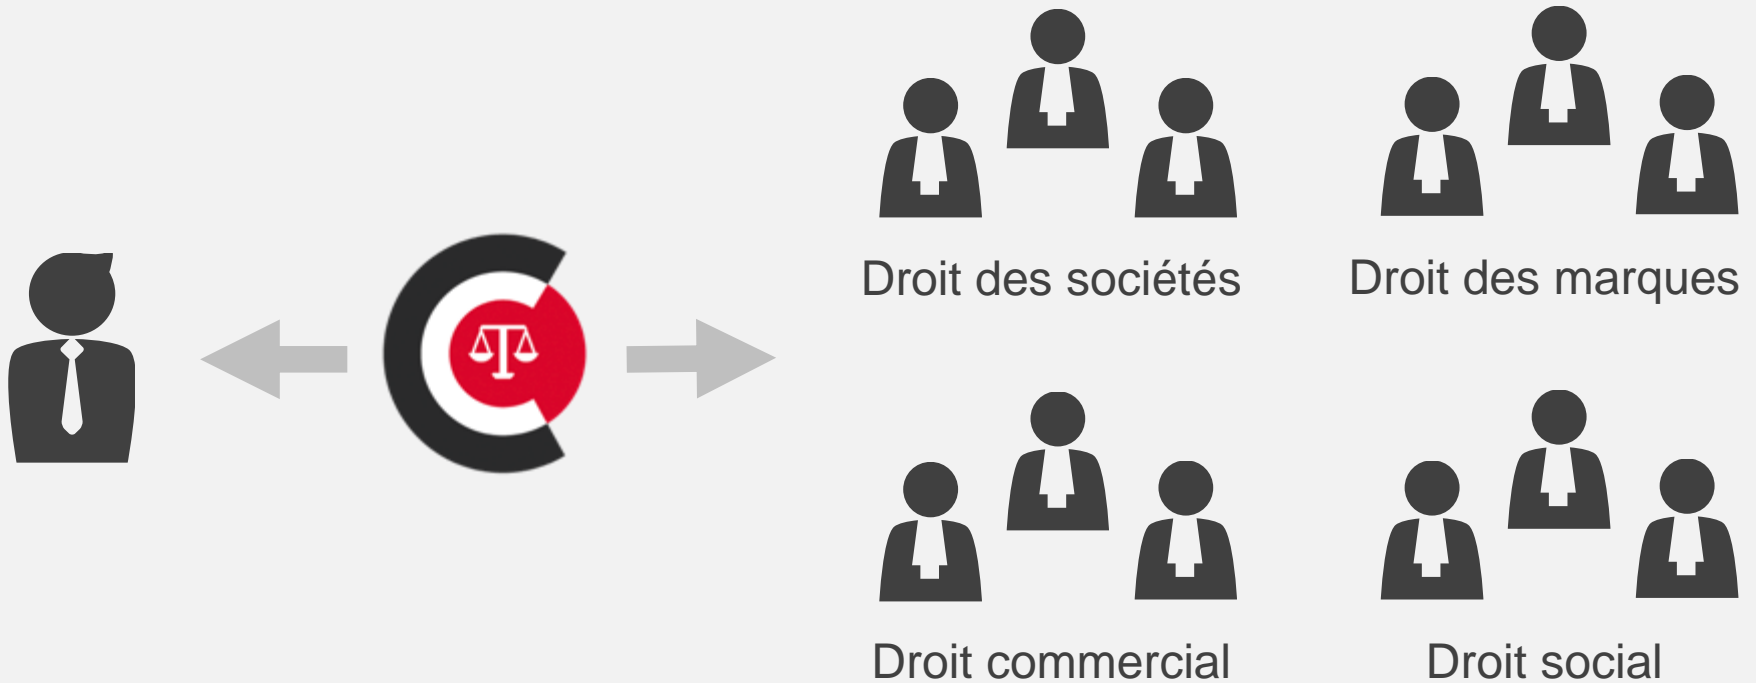 Droit des sociétés
Droit des marques
Droit commercial
Droit social